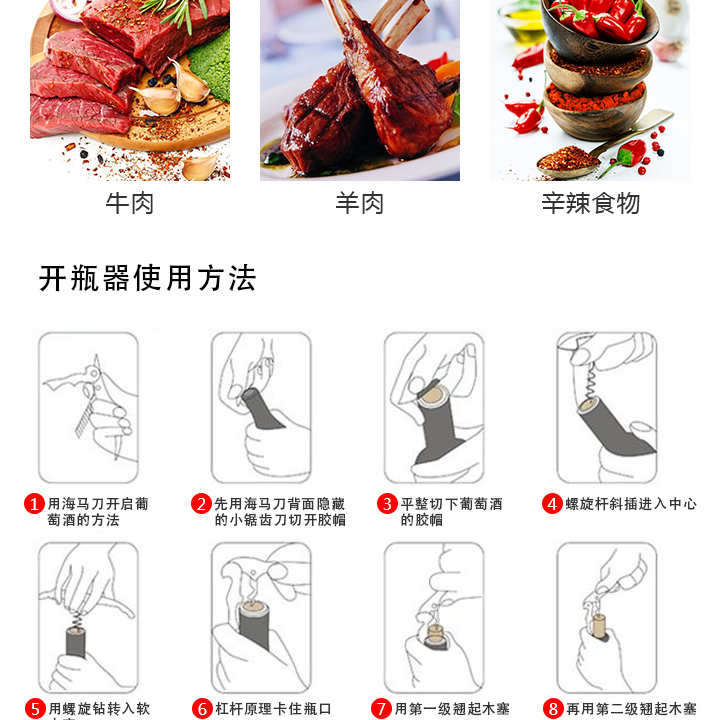 牛肉
羊肉
辛辣食物
开瓶器使用方法
1 用海马刀开启葡
萄酒的方法
2 先用海马刀背面隐藏
的小锯齿刀切开胶帽
3 平整切下葡萄酒
的胶帽
4 螺旋杆斜插进入中心
5 用螺旋钻转入软
6 杠杆原理卡住瓶口
7 用第一级翘起木塞
8 再用第二级翘起木塞